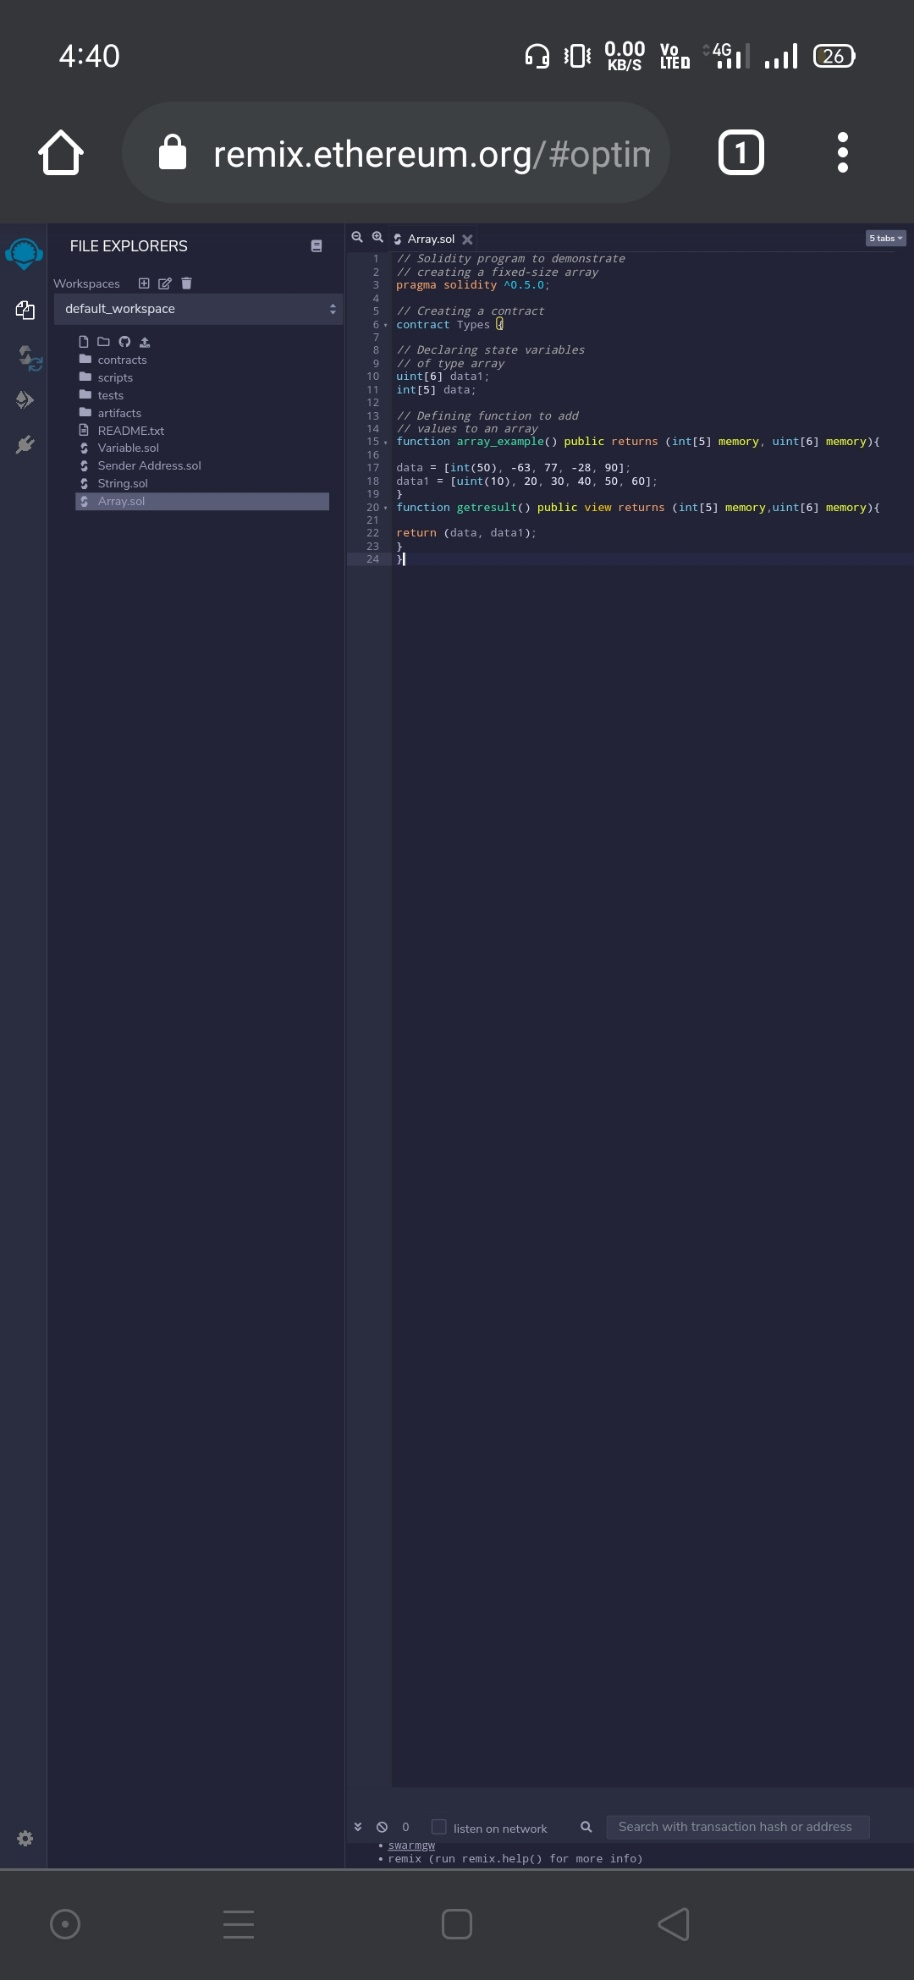 4:40
0.00
KB/S
Vo
LTE
4G
26
remix.ethereum.org/#optim
1
FILE EXPLORERS
Workspaces
default_workspace
contracts
scripts
tests
artifacts
README.txt
Variable.sol
Sender Address.sol
String.sol
Array.sol
Array.sol
5 tabs
1 // Solidity program to demonstrate
2 // creating a fixed-size array
3 pragma solidity ^0.5.0;
4
5 // Creating a contract
6 contract Types {
7
8 // Declaring state variables
9 // of type array
10 uint[6] data1;
11 int[5] data;
12
13 // Defining function to add
14 // values to an array
15 function array_example() public returns (int[5] memory, uint[6] memory){
16
17 data = [int(50), -63, 77, -28, 90];
18 data1 = [uint(10), 20, 30, 40, 50, 60];
19 }
20 function getresult() public view returns (int[5] memory,uint[6] memory){
21
22 return (data, data1);
23 }
24 }
0
listen on network
Search with transaction hash or address
• swarmgw
• remix (run remix.help() for more info)